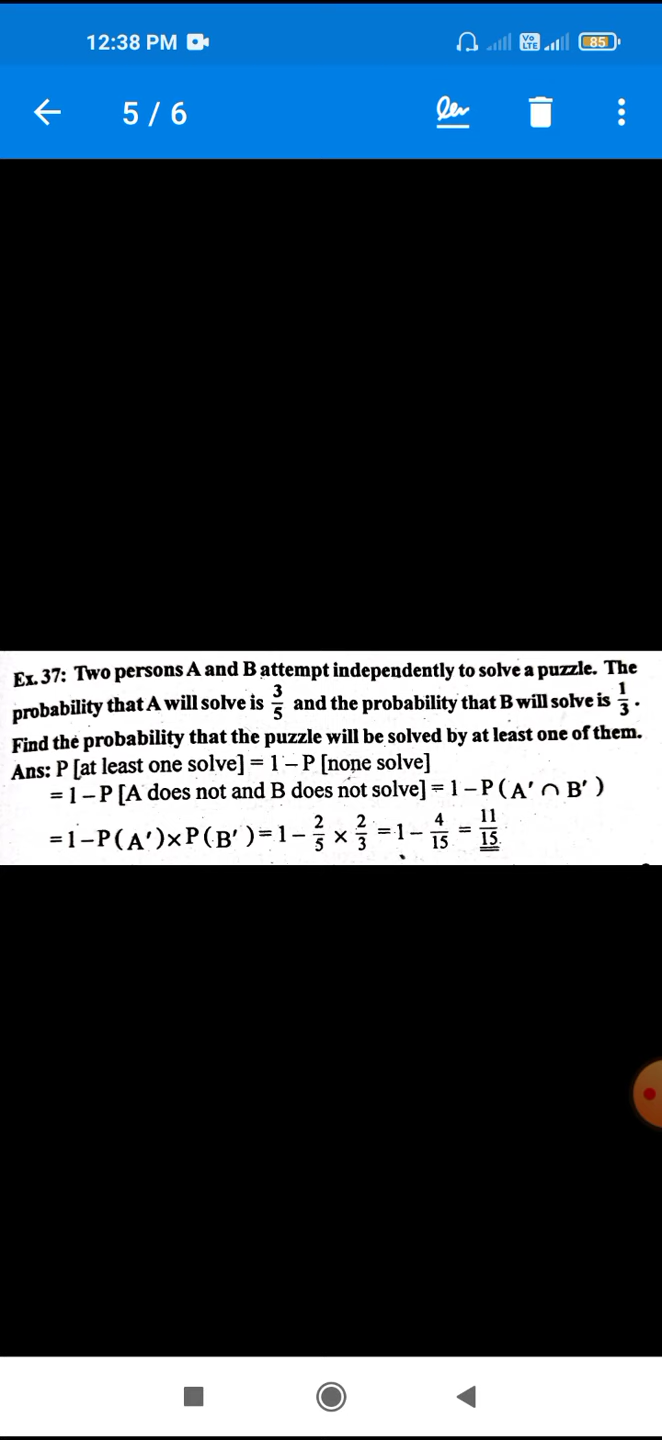 12:38 PM
Vo LTE
85
5 / 6
Ex. 37: Two persons A and B attempt independently to solve a puzzle. The
probability that A will solve is 3/5 and the probability that B will solve is 1/3.
Find the probability that the puzzle will be solved by at least one of them.
Ans: P [at least one solve] = 1 – P [none solve]
= 1 – P [A does not and B does not solve] = 1 – P ( A′ ∩ B′ )
= 1 – P ( A′ ) × P ( B′ ) = 1 – 2/5 × 2/3 = 1 – 4/15 = 11/15